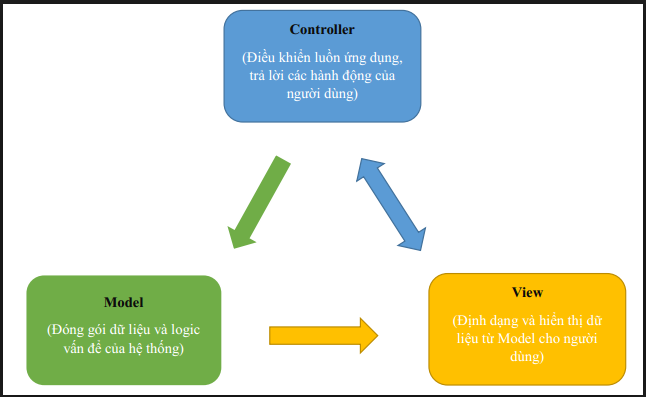 Controller
(Điều khiển luồn ứng dụng,
trả lời các hành động của
người dùng)
Model
(Đóng gói dữ liệu và logic
vấn đề của hệ thống)
View
(Định dạng và hiển thị dữ
liệu từ Model cho người
dùng)